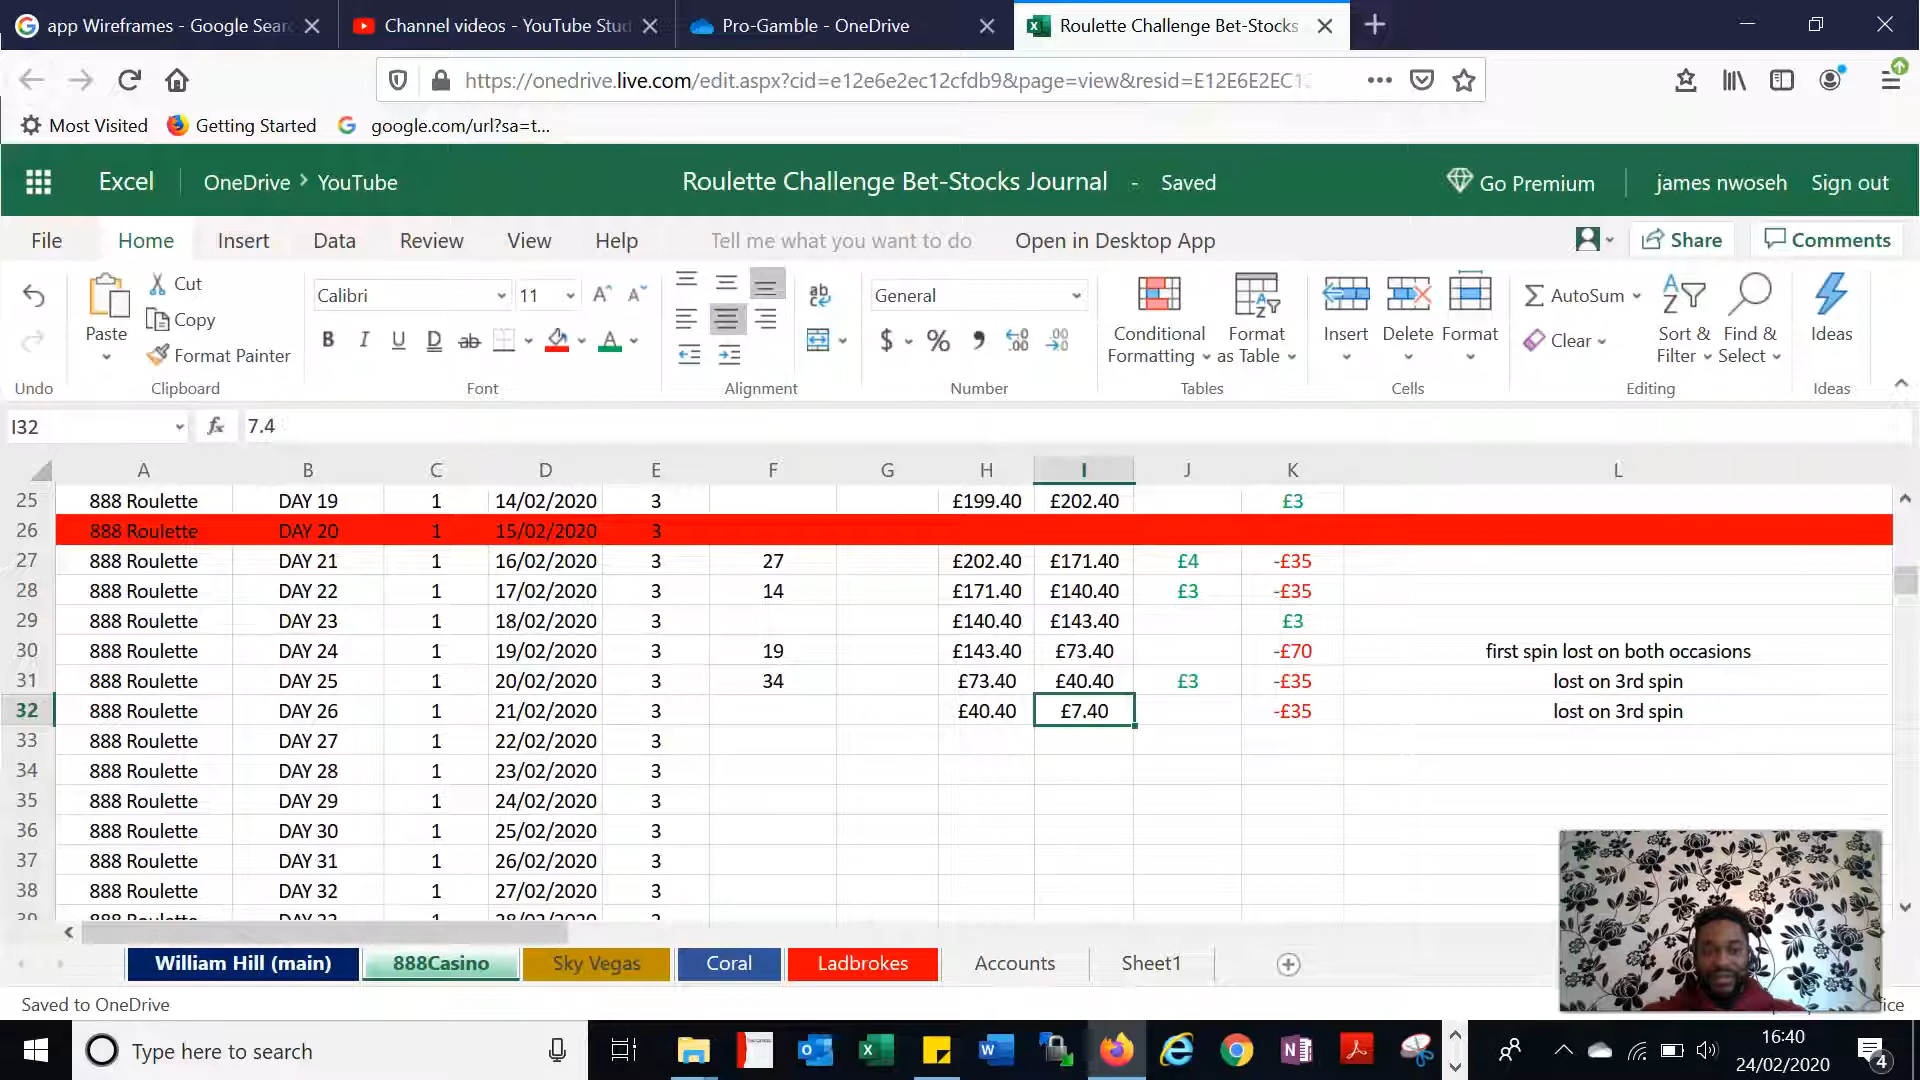 app Wireframes - Google Sear
Channel videos - YouTube Stud
Pro-Gamble - OneDrive
Roulette Challenge Bet-Stocks
https://onedrive.live.com/edit.aspx?cid=e12e6e2ec12cfdb9&page=view&resid=E12E6E2EC12
Most Visited Getting Started google.com/url?sa=t...
Excel OneDrive > YouTube Roulette Challenge Bet-Stocks Journal - Saved Go Premium james nwoseh Sign out
File Home Insert Data Review View Help Tell me what you want to do Open in Desktop App Share Comments
Undo
Paste Cut Copy Format Painter
Clipboard
Calibri 11
B I U D ab
Font
Alignment
General
$ % , .00
Number
Conditional Formatting Format as Table
Tables
Insert Delete Format
Cells
AutoSum Clear Sort & Filter Find & Select
Editing
Ideas
Ideas
I32 fx 7.4
A B C D E F G H I J K L
25 888 Roulette DAY 19 1 14/02/2020 3 £199.40 £202.40 £3
26 888 Roulette DAY 20 1 15/02/2020 3
27 888 Roulette DAY 21 1 16/02/2020 3 27 £202.40 £171.40 £4 -£35
28 888 Roulette DAY 22 1 17/02/2020 3 14 £171.40 £140.40 £3 -£35
29 888 Roulette DAY 23 1 18/02/2020 3 £140.40 £143.40 £3
30 888 Roulette DAY 24 1 19/02/2020 3 19 £143.40 £73.40 -£70 first spin lost on both occasions
31 888 Roulette DAY 25 1 20/02/2020 3 34 £73.40 £40.40 £3 -£35 lost on 3rd spin
32 888 Roulette DAY 26 1 21/02/2020 3 £40.40 £7.40 -£35 lost on 3rd spin
33 888 Roulette DAY 27 1 22/02/2020 3
34 888 Roulette DAY 28 1 23/02/2020 3
35 888 Roulette DAY 29 1 24/02/2020 3
36 888 Roulette DAY 30 1 25/02/2020 3
37 888 Roulette DAY 31 1 26/02/2020 3
38 888 Roulette DAY 32 1 27/02/2020 3
39 888 Roulette DAY 33 1 28/02/2020 3
William Hill (main) 888Casino Sky Vegas Coral Ladbrokes Accounts Sheet1
Saved to OneDrive
Type here to search
16:40
24/02/2020
4